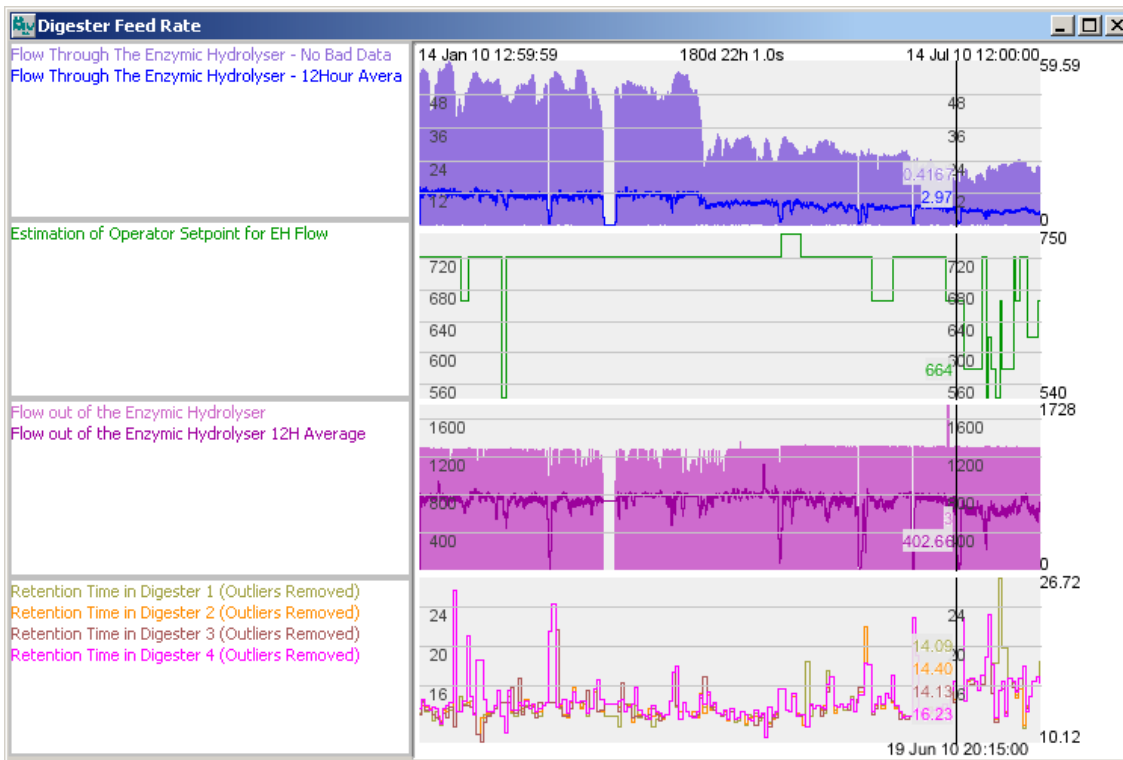 Digester Feed Rate
Flow Through The Enzymic Hydrolyser - No Bad Data
Flow Through The Enzymic Hydrolyser - 12Hour Avera
14 Jan 10 12:59:59 180d 22h 1.0s 14 Jul 10 12:00:00
59.59
48 48
36 36
24 24
0.4167
2.97
12 2
0
Estimation of Operator Setpoint for EH Flow
750
720 720
680 680
640 640
600 600
664
560 560
540
Flow out of the Enzymic Hydrolyser
Flow out of the Enzymic Hydrolyser 12H Average
1728
1600 1600
1200 1200
800 800
3
402.66
400 400
0
Retention Time in Digester 1 (Outliers Removed)
Retention Time in Digester 2 (Outliers Removed)
Retention Time in Digester 3 (Outliers Removed)
Retention Time in Digester 4 (Outliers Removed)
26.72
24 24
14.09
20 20
14.40
14.13
16 16
16.23
10.12
19 Jun 10 20:15:00